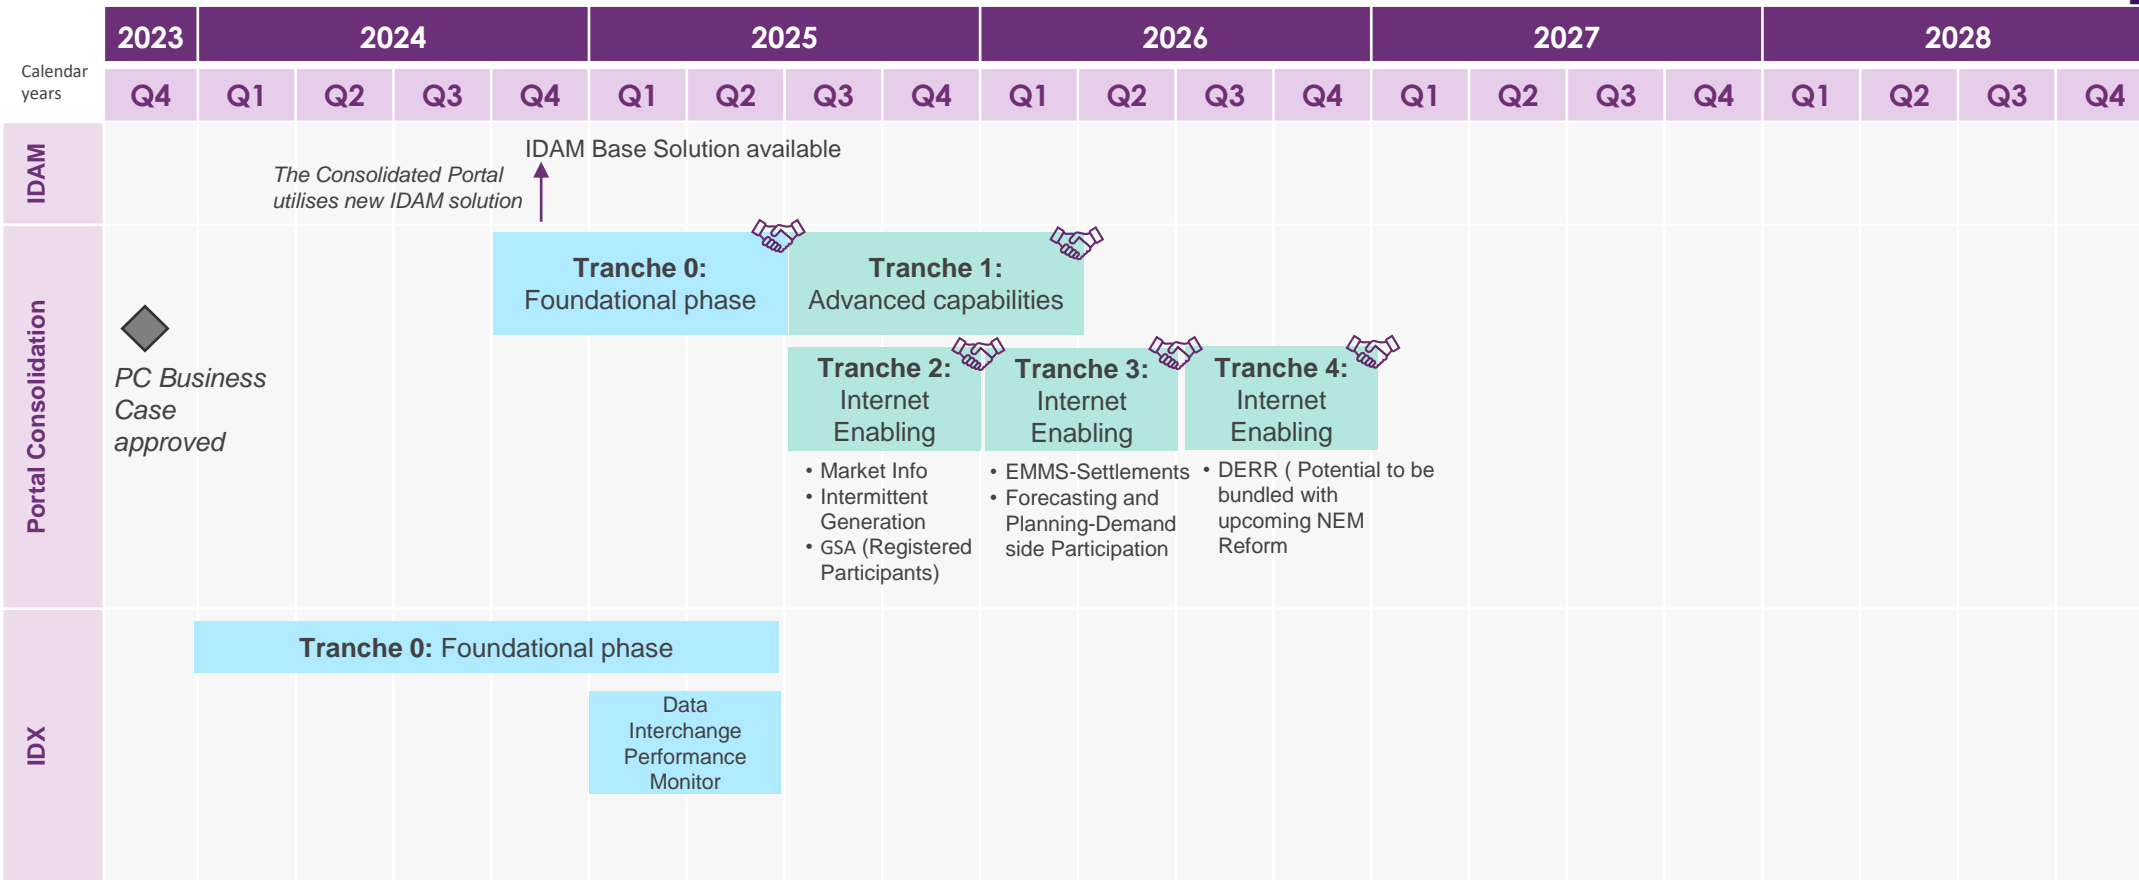 2023 2024 2025 2026 2027 2028
Calendar
years
Q4 Q1 Q2 Q3 Q4 Q1 Q2 Q3 Q4 Q1 Q2 Q3 Q4 Q1 Q2 Q3 Q4 Q1 Q2 Q3 Q4
IDAM
IDAM Base Solution available
The Consolidated Portal
utilises new IDAM solution
Portal Consolidation
PC Business
Case
approved
Tranche 0:
Foundational phase
Tranche 1:
Advanced capabilities
Tranche 2:
Internet
Enabling
• Market Info
• Intermittent
Generation
• GSA (Registered
Participants)
Tranche 3:
Internet
Enabling
• EMMS-Settlements
• Forecasting and
Planning-Demand
side Participation
Tranche 4:
Internet
Enabling
• DERR ( Potential to be
bundled with
upcoming NEM
Reform
IDX
Tranche 0: Foundational phase
Data
Interchange
Performance
Monitor